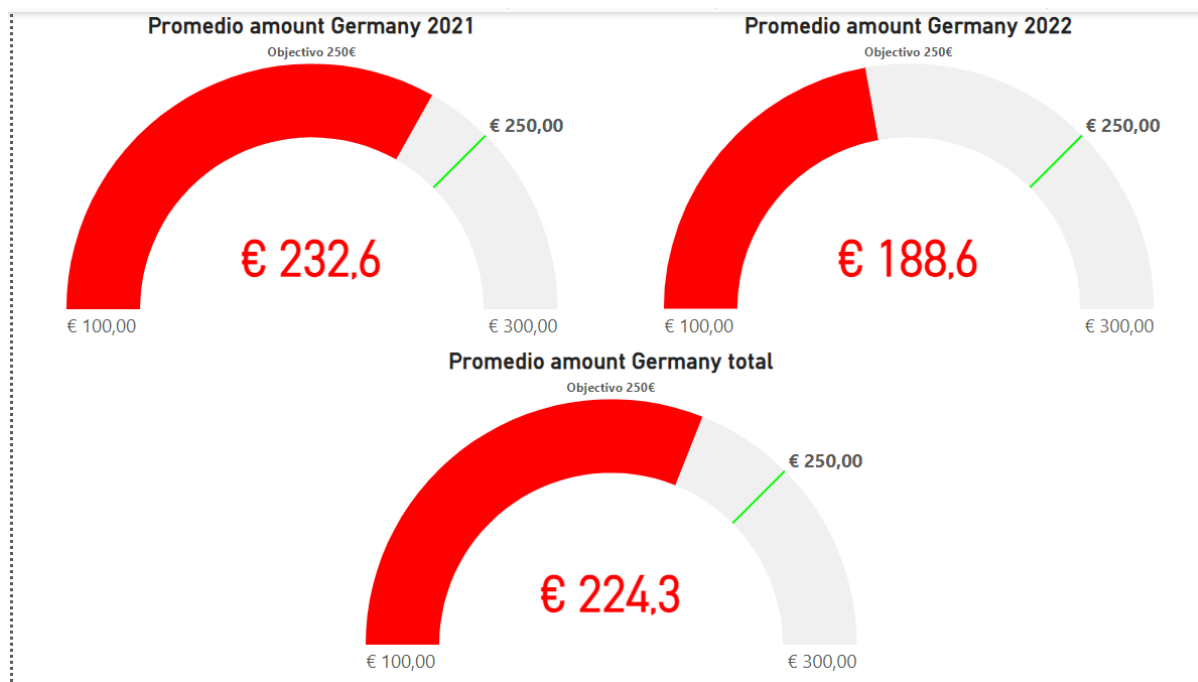 Promedio amount Germany 2021
Objectivo 250€
€ 250,00
€ 232,6
€ 100,00
€ 300,00
Promedio amount Germany 2022
Objectivo 250€
€ 250,00
€ 188,6
€ 100,00
€ 300,00
Promedio amount Germany total
Objectivo 250€
€ 250,00
€ 224,3
€ 100,00
€ 300,00